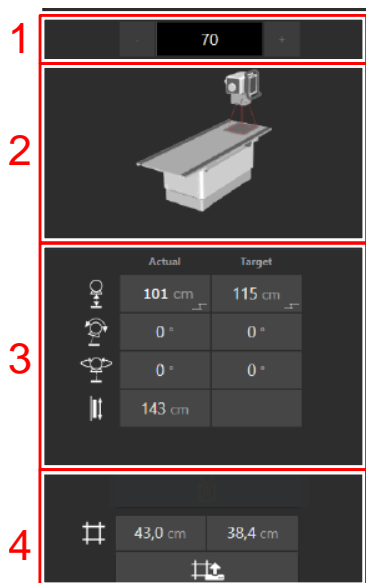 1
- 70 +
2
Actual Target
101 cm 115 cm
0 ° 0 °
0 ° 0 °
3
143 cm
43,0 cm 38,4 cm
4